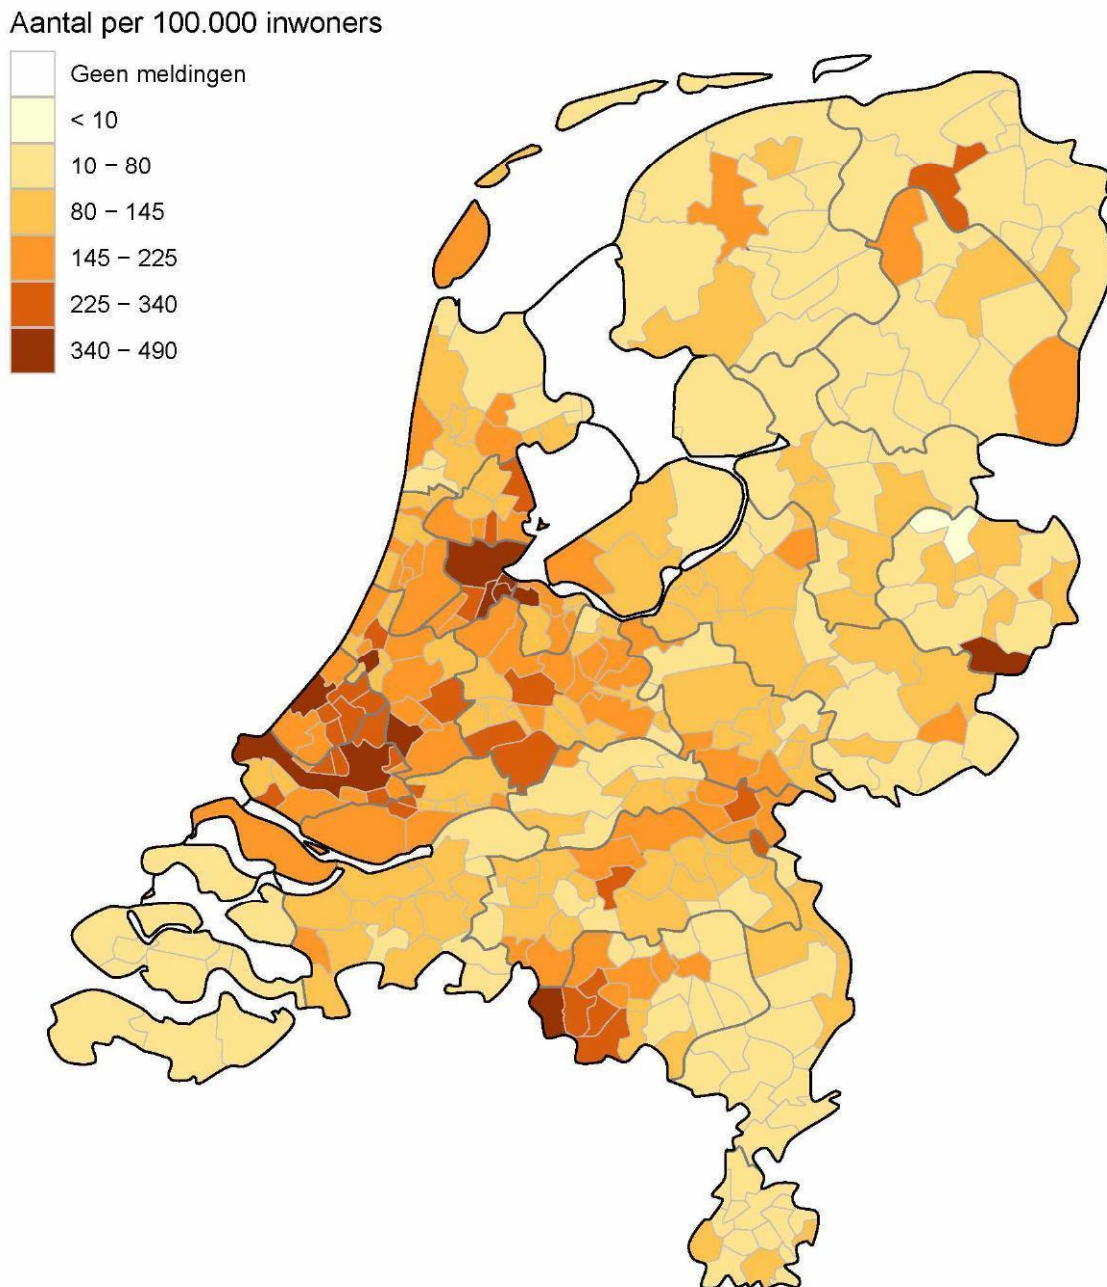 Aantal per 100.000 inwoners
Geen meldingen
< 10
10 − 80
80 − 145
145 − 225
225 − 340
340 − 490